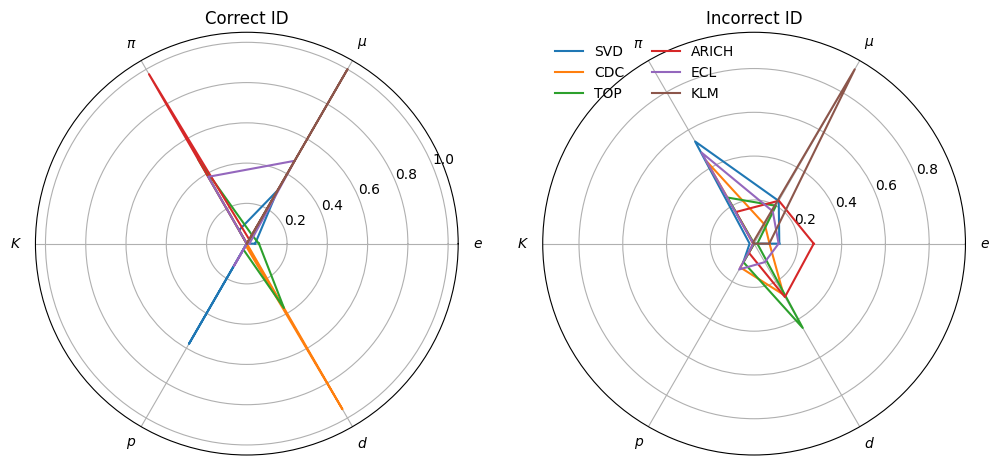 Correct ID
π
μ
K
e
p
d
0.2
0.4
0.6
0.8
1.0
Incorrect ID
π
μ
K
e
p
d
0.2
0.4
0.6
0.8
SVD
CDC
TOP
ARICH
ECL
KLM